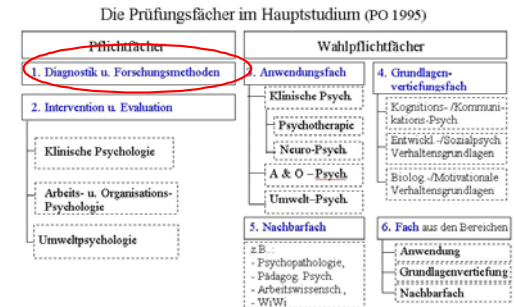 Die Prüfungsfächer im Hauptstudium (PO 1995)
Pflichtfächer
1. Diagnostik u. Forschungsmethoden
2. Intervention u. Evaluation
Klinische Psychologie
Arbeits- u. Organisations-
Psychologie
Umweltpsychologie
Wahlpflichtfächer
3. Anwendungsfach
Klinische Psych.
Psychotherapie
Neuro-Psych.
A & O – Psych.
Umwelt–Psych.
4. Grundlagen-
vertiefungsfach
Kognitions- /Kommuni-
kations-Psych.
Entwickl.-/Sozialpsych.
Verhaltensgrundlagen
Biolog.-/Motivationale
Verhaltensgrundlagen
5. Nachbarfach
z.B.:
- Psychopathologie,
- Pädagog. Psych.
- Arbeitswissensch.,
- WiWi
6. Fach aus den Bereichen
Anwendung
Grundlagenvertiefung
Nachbarfach